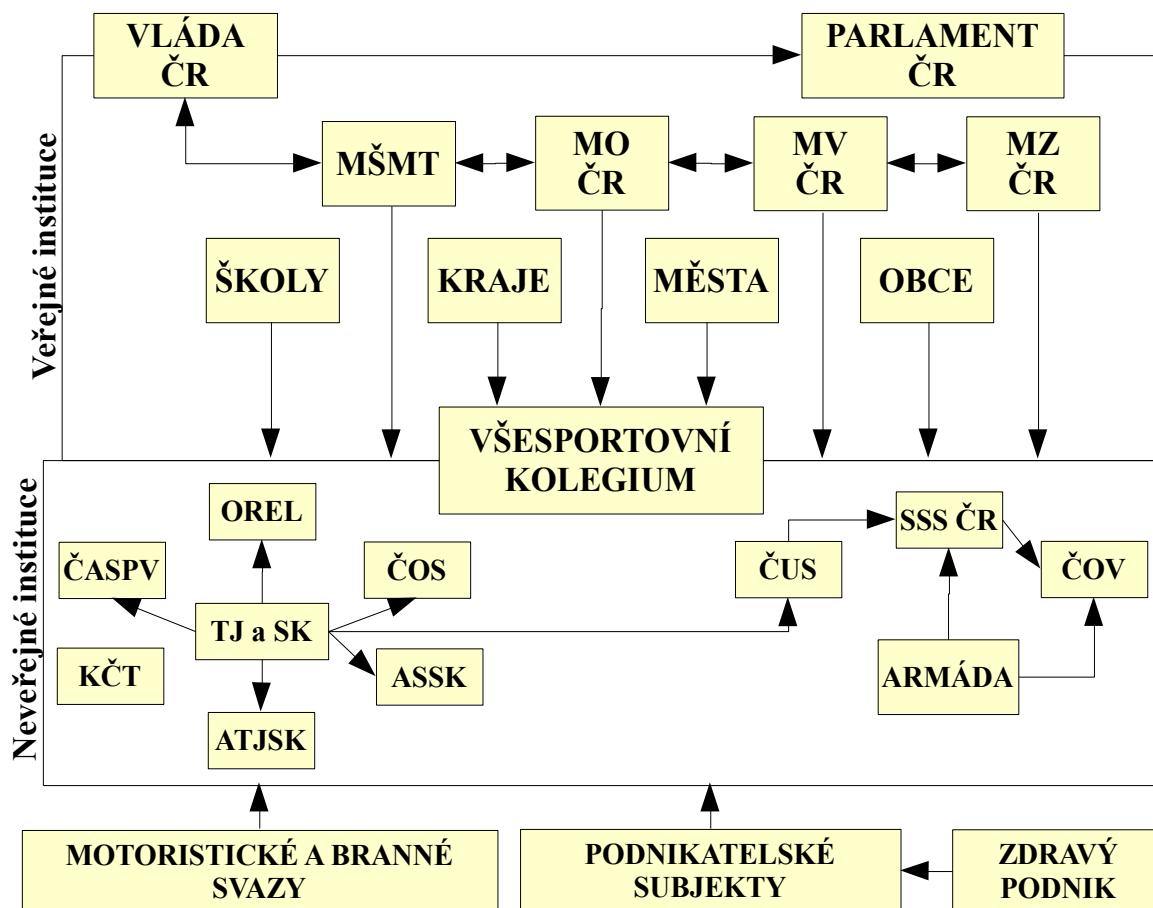 VLÁDA
ČR
PARLAMENT
ČR
Veřejné instituce
MŠMT
MO
ČR
MV
ČR
MZ
ČR
ŠKOLY
KRAJE
MĚSTA
OBCE
VŠESPORTOVNÍ
KOLEGIUM
Neveřejné instituce
OREL
SSS ČR
ČASPV
ČOS
ČUS
ČOV
TJ a SK
KČT
ASSK
ARMÁDA
ATJSK
MOTORISTICKÉ A BRANNÉ
SVAZY
PODNIKATELSKÉ
SUBJEKTY
ZDRAVÝ
PODNIK